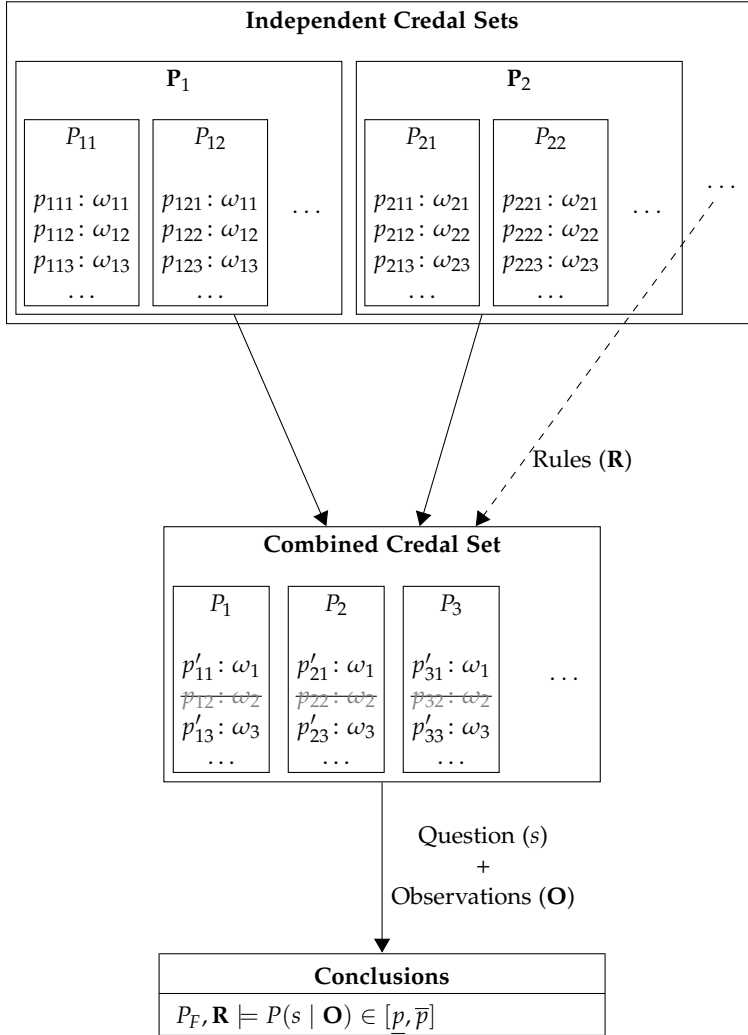 Independent Credal Sets
P₁ P₂
P₁₁ P₁₂ P₂₁ P₂₂
p₁₁₁: ω₁₁ p₁₂₁: ω₁₁ p₂₁₁: ω₂₁ p₂₂₁: ω₂₁
p₁₁₂: ω₁₂ p₁₂₂: ω₁₂ … p₂₁₂: ω₂₂ p₂₂₂: ω₂₂ … …
p₁₁₃: ω₁₃ p₁₂₃: ω₁₃ p₂₁₃: ω₂₃ p₂₂₃: ω₂₃
… … … …
Rules (R)
Combined Credal Set
P₁ P₂ P₃
p′₁₁: ω₁ p′₂₁: ω₁ p′₃₁: ω₁
p₁₂: ω₂ p₂₂: ω₂ p₃₂: ω₂ …
p′₁₃: ω₃ p′₂₃: ω₃ p′₃₃: ω₃
… … …
Question (s)
+
Observations (O)
Conclusions
P_F, R ⊨ P(s | O) ∈ [p̲, p̅]